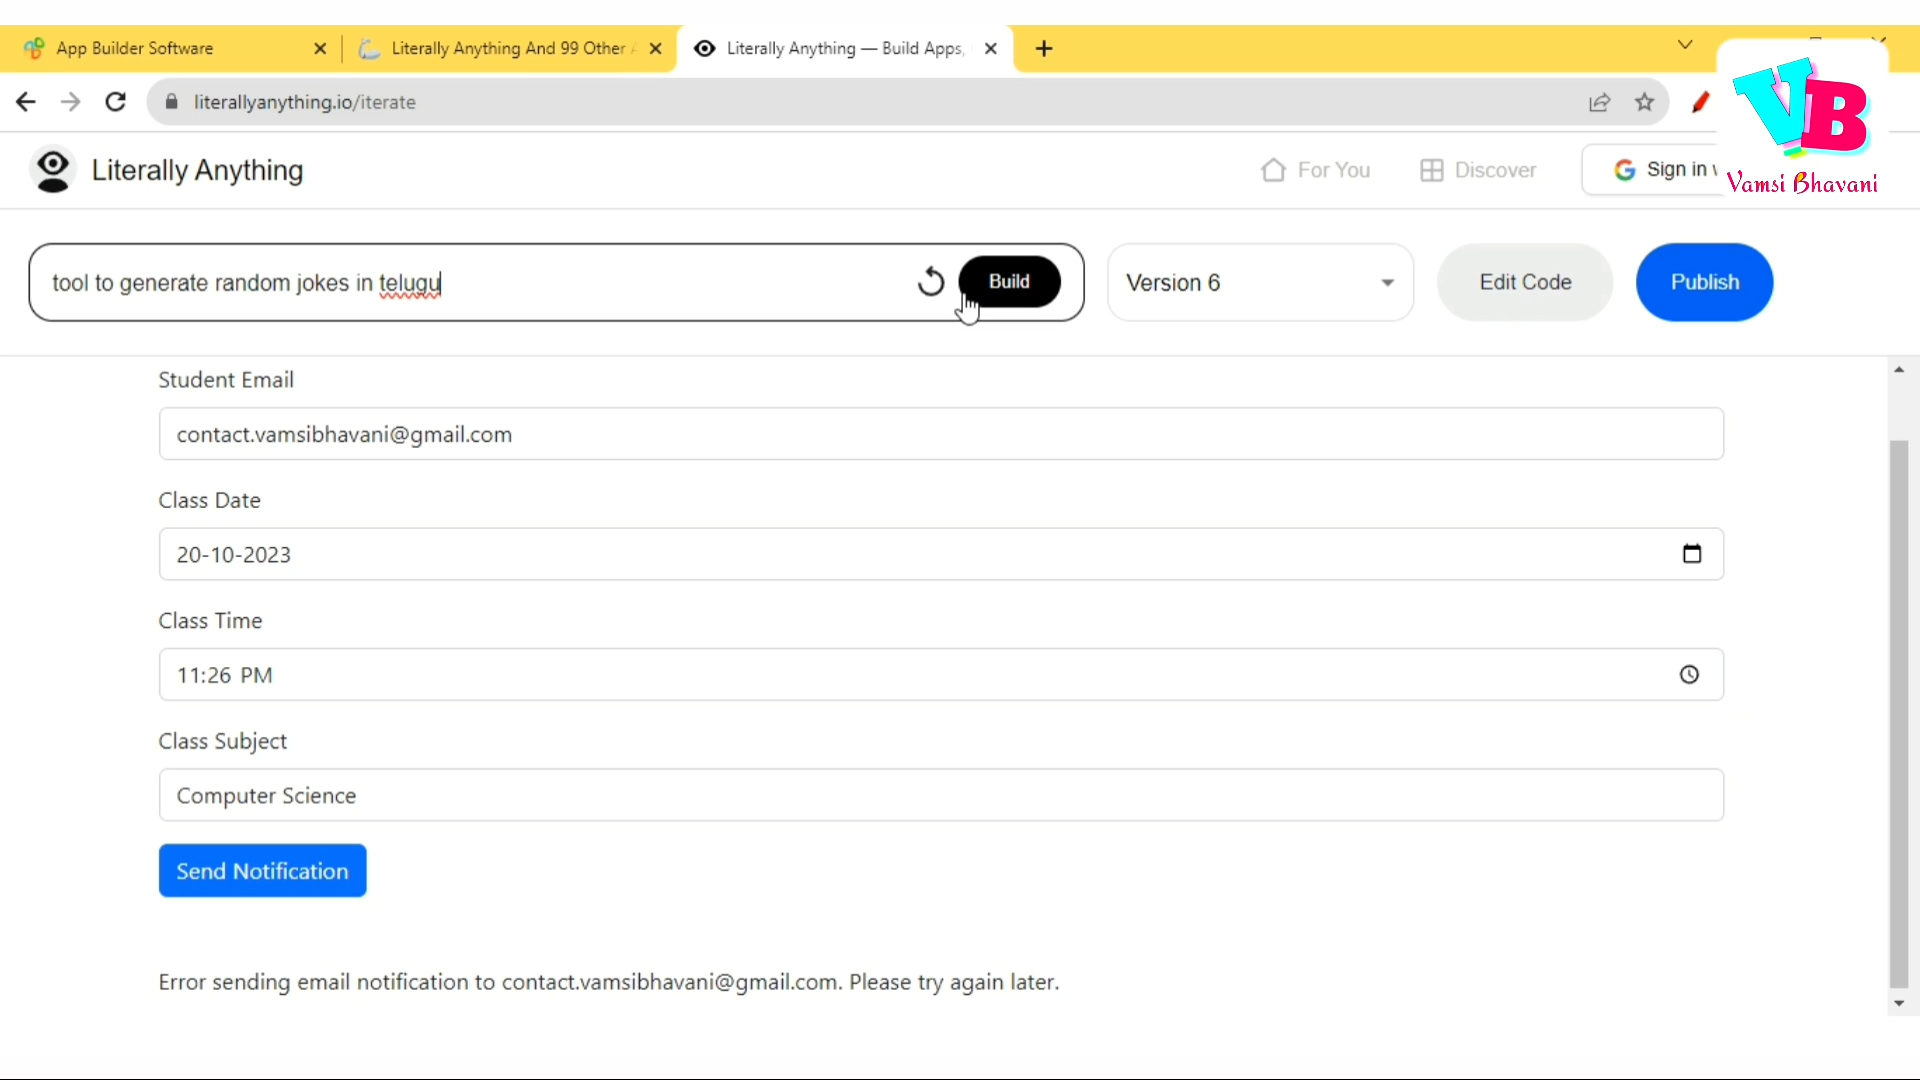 App Builder Software
Literally Anything And 99 Other
Literally Anything — Build Apps,
literallyanything.io/iterate
VB
Vamsi Bhavani
Literally Anything
For You
Discover
Sign in
tool to generate random jokes in telugu
Build
Version 6
Edit Code
Publish
Student Email
contact.vamsibhavani@gmail.com
Class Date
20-10-2023
Class Time
11:26 PM
Class Subject
Computer Science
Send Notification
Error sending email notification to contact.vamsibhavani@gmail.com. Please try again later.